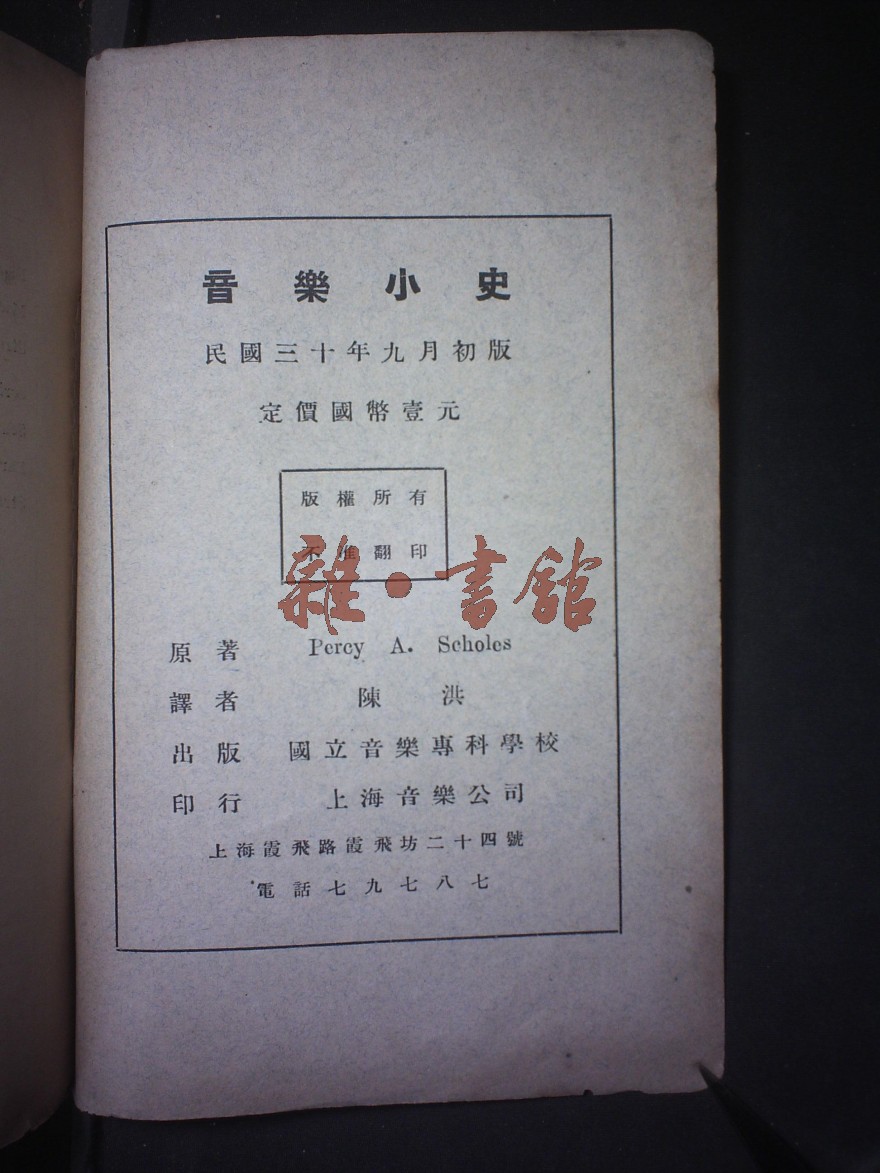 音樂小史
民國三十年九月初版
定價國幣壹元
版權所有
不准翻印
雜·書館
原著 Percy A. Scholes
譯者 陳洪
出版 國立音樂專科學校
印行 上海音樂公司
上海霞飛路霞飛坊二十四號
電話七九七八七